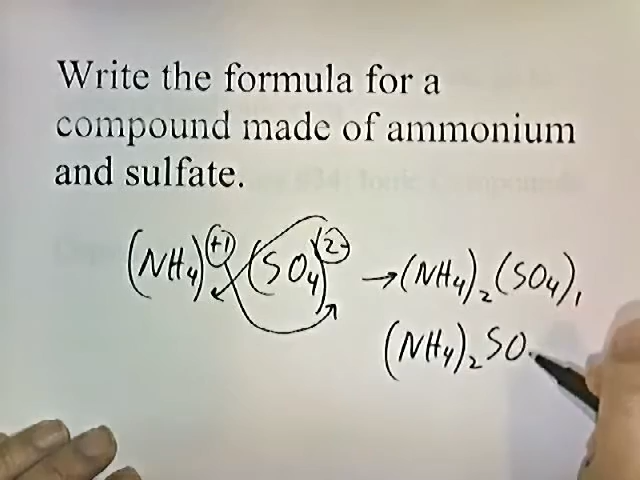 Write the formula for a
compound made of ammonium
and sulfate.
(NH4)+1 (SO4)2- → (NH4)2(SO4)1
(NH4)2SO